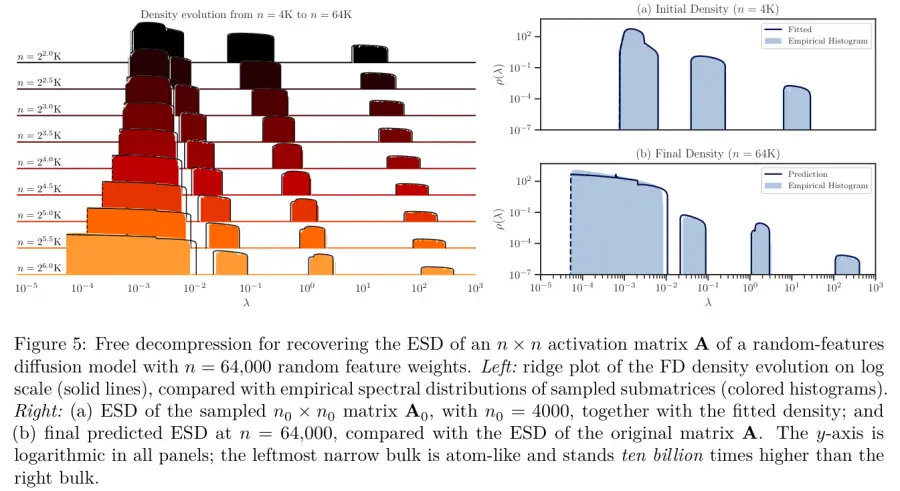 Density evolution from n = 4K to n = 64K
n = 2^2.0K
n = 2^2.5K
n = 2^3.0K
n = 2^3.5K
n = 2^4.0K
n = 2^4.5K
n = 2^5.0K
n = 2^5.5K
n = 2^6.0K
10^−5 10^−4 10^−3 10^−2 10^−1 10^0 10^1 10^2 10^3
λ
(a) Initial Density (n = 4K)
10^2
10^−1
10^−4
10^−7
ρ(λ)
Fitted
Empirical Histogram
(b) Final Density (n = 64K)
10^2
10^−1
10^−4
10^−7
ρ(λ)
Prediction
Empirical Histogram
10^−5 10^−4 10^−3 10^−2 10^−1 10^0 10^1 10^2 10^3
λ
Figure 5: Free decompression for recovering the ESD of an n × n activation matrix A of a random-features
diffusion model with n = 64,000 random feature weights. Left: ridge plot of the FD density evolution on log
scale (solid lines), compared with empirical spectral distributions of sampled submatrices (colored histograms).
Right: (a) ESD of the sampled n₀ × n₀ matrix A₀, with n₀ = 4000, together with the fitted density; and
(b) final predicted ESD at n = 64,000, compared with the ESD of the original matrix A. The y-axis is
logarithmic in all panels; the leftmost narrow bulk is atom-like and stands ten billion times higher than the
right bulk.